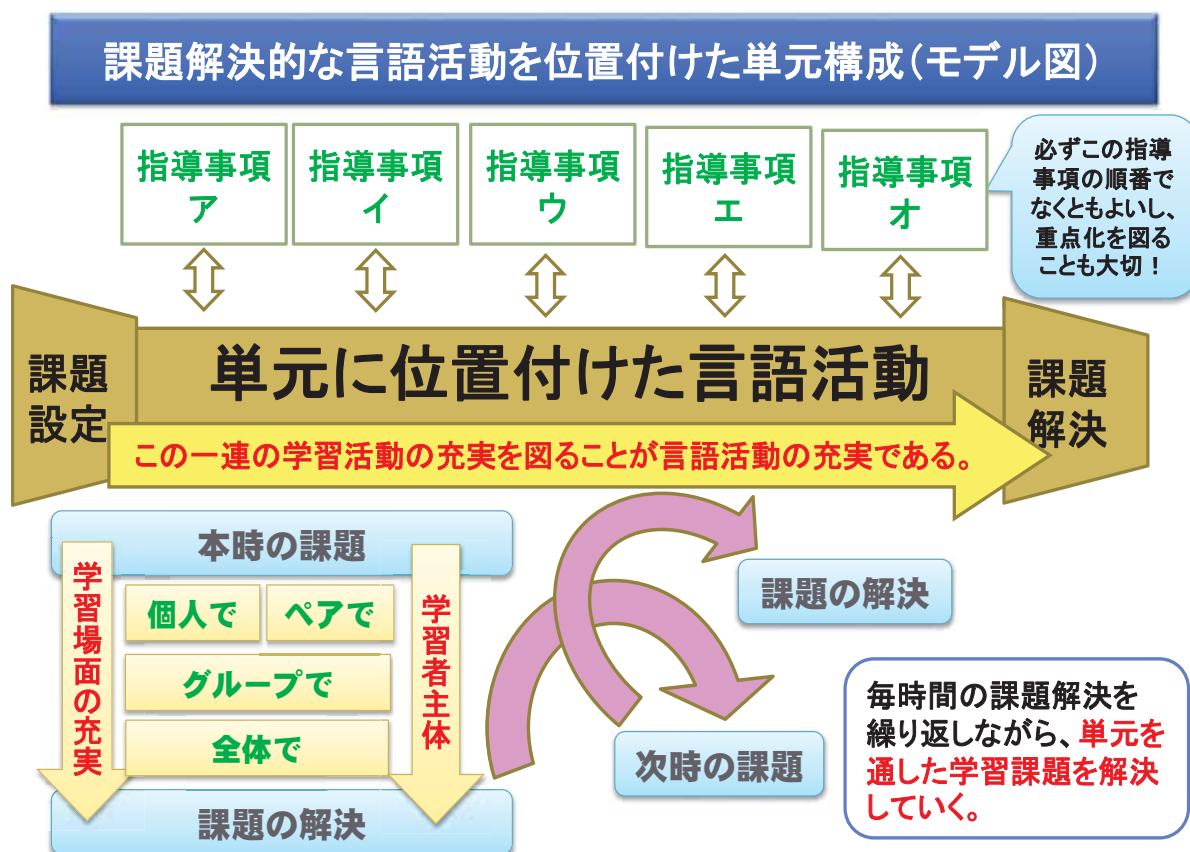 課題解決的な言語活動を位置付けた単元構成(モデル図)
指導事項
ア
指導事項
イ
指導事項
ウ
指導事項
エ
指導事項
オ
必ずこの指導
事項の順番で
なくともよいし、
重点化を図る
ことも大切！
課題
設定
単元に位置付けた言語活動
課題
解決
この一連の学習活動の充実を図ることが言語活動の充実である。
本時の課題
学習場面の充実
個人で
ペアで
グループで
全体で
学習者主体
課題の解決
課題の解決
次時の課題
毎時間の課題解決を
繰り返しながら、単元を
通した学習課題を解決
していく。